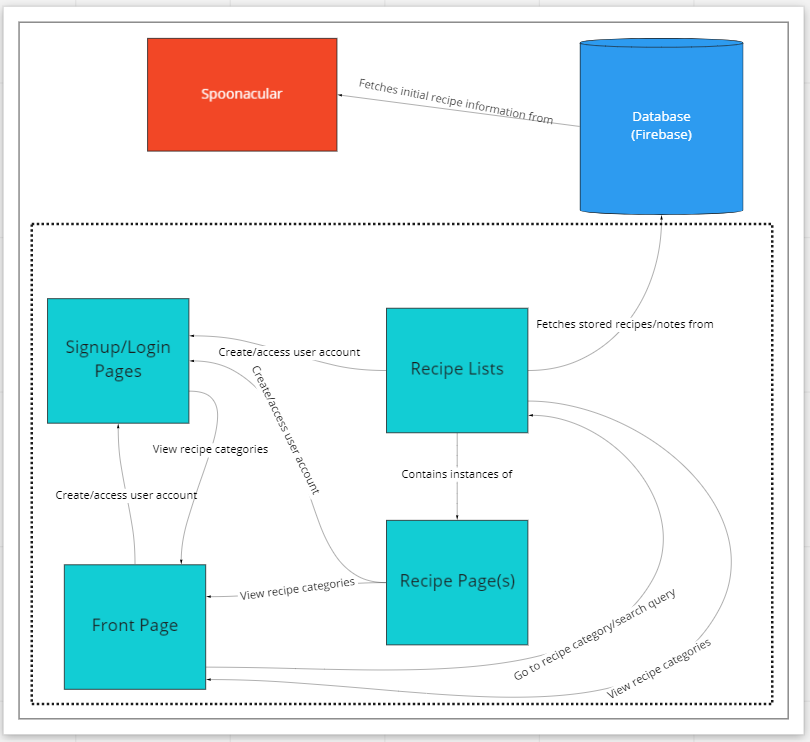 Spoonacular
Fetches initial recipe information from
Database
(Firebase)
Signup/Login
Pages
Create/access user account
Recipe Lists
Fetches stored recipes/notes from
Create/access user account
View recipe categories
Contains instances of
Create/access user account
Front Page
View recipe categories
Recipe Page(s)
Go to recipe category/search query
View recipe categories